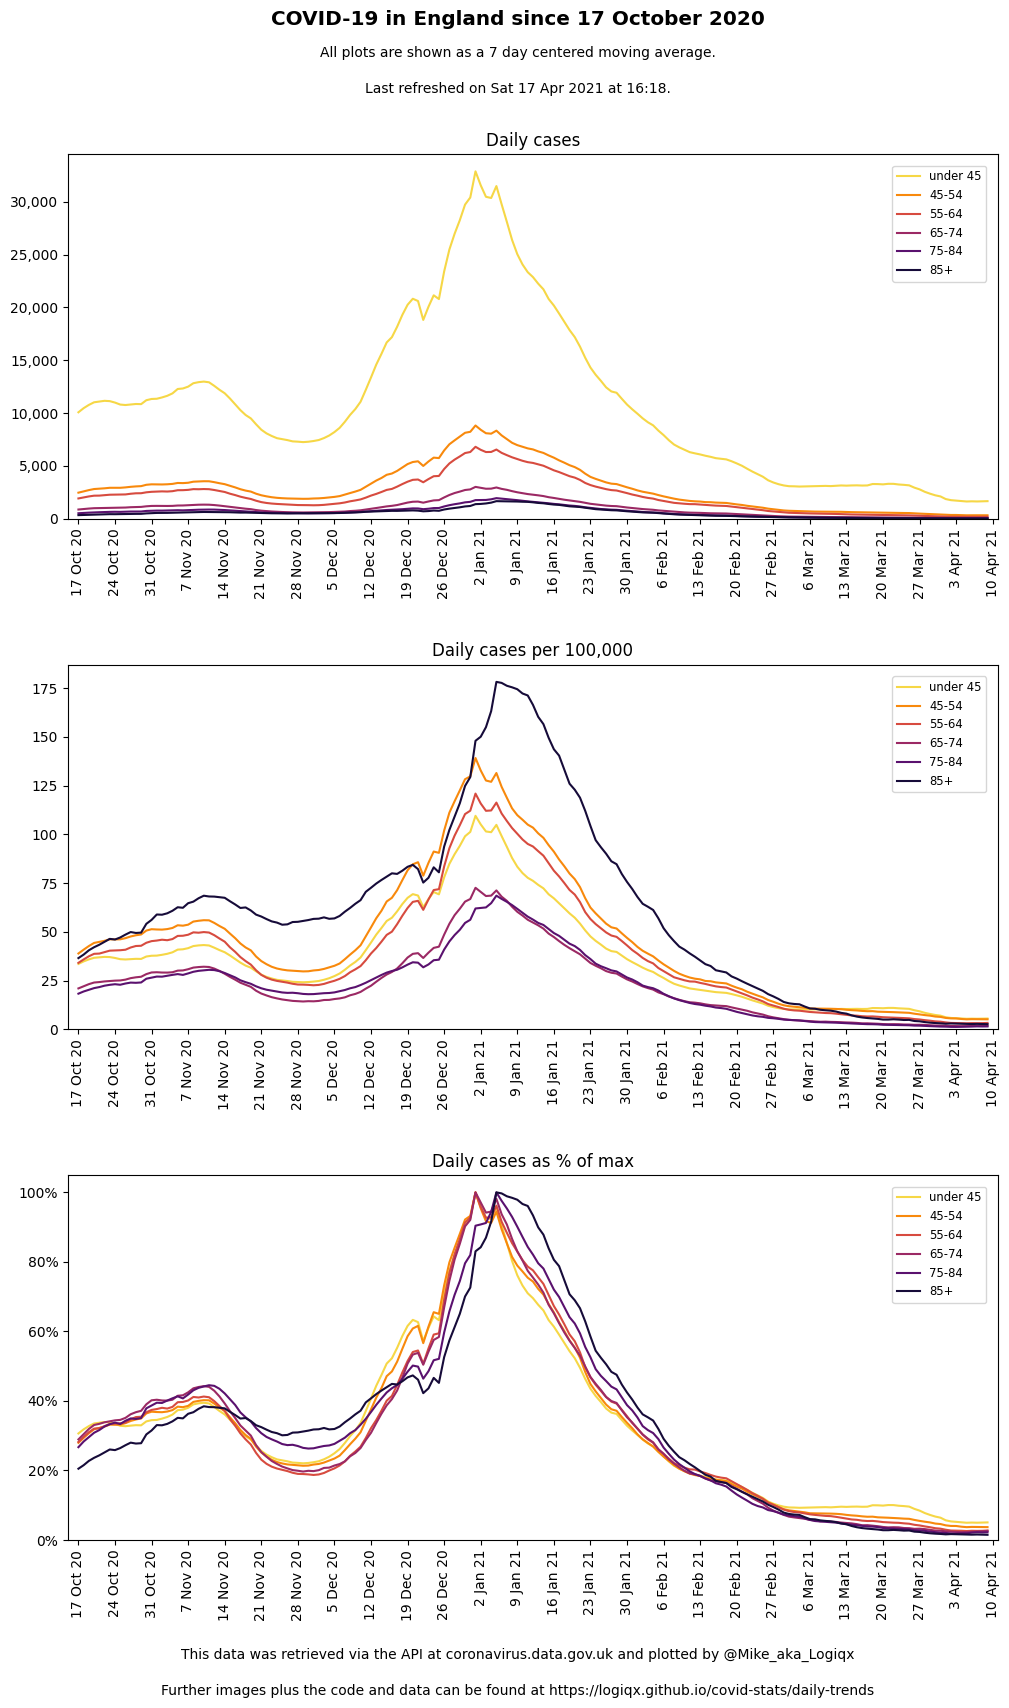 COVID-19 in England since 17 October 2020
All plots are shown as a 7 day centered moving average.
Last refreshed on Sat 17 Apr 2021 at 16:18.
Daily cases
30,000
25,000
20,000
15,000
10,000
5,000
0
under 45
45-54
55-64
65-74
75-84
85+
17 Oct 20
24 Oct 20
31 Oct 20
7 Nov 20
14 Nov 20
21 Nov 20
28 Nov 20
5 Dec 20
12 Dec 20
19 Dec 20
26 Dec 20
2 Jan 21
9 Jan 21
16 Jan 21
23 Jan 21
30 Jan 21
6 Feb 21
13 Feb 21
20 Feb 21
27 Feb 21
6 Mar 21
13 Mar 21
20 Mar 21
27 Mar 21
3 Apr 21
10 Apr 21
Daily cases per 100,000
175
150
125
100
75
50
25
0
under 45
45-54
55-64
65-74
75-84
85+
17 Oct 20
24 Oct 20
31 Oct 20
7 Nov 20
14 Nov 20
21 Nov 20
28 Nov 20
5 Dec 20
12 Dec 20
19 Dec 20
26 Dec 20
2 Jan 21
9 Jan 21
16 Jan 21
23 Jan 21
30 Jan 21
6 Feb 21
13 Feb 21
20 Feb 21
27 Feb 21
6 Mar 21
13 Mar 21
20 Mar 21
27 Mar 21
3 Apr 21
10 Apr 21
Daily cases as % of max
100%
80%
60%
40%
20%
0%
under 45
45-54
55-64
65-74
75-84
85+
17 Oct 20
24 Oct 20
31 Oct 20
7 Nov 20
14 Nov 20
21 Nov 20
28 Nov 20
5 Dec 20
12 Dec 20
19 Dec 20
26 Dec 20
2 Jan 21
9 Jan 21
16 Jan 21
23 Jan 21
30 Jan 21
6 Feb 21
13 Feb 21
20 Feb 21
27 Feb 21
6 Mar 21
13 Mar 21
20 Mar 21
27 Mar 21
3 Apr 21
10 Apr 21
This data was retrieved via the API at coronavirus.data.gov.uk and plotted by @Mike_aka_Logiqx
Further images plus the code and data can be found at https://logiqx.github.io/covid-stats/daily-trends